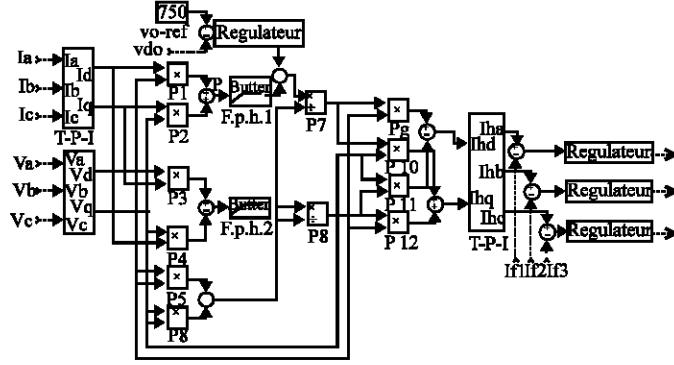 750
vo-ref
vdo
Regulateur
Ia
Ib
Ic
Ia
Id
Ib
Iq
Ic
T-P-I
P1
P2
P
Butter
F.p.h.1
P7
Va
Vb
Vc
Va
Vd
Vb
Vq
Vc
P3
P4
P5
P8
Butter
F.p.h.2
P8
Pg
P 10
P 11
P 12
Ihd
Ihq
Iha
Ihb
Ihc
T-P-I
Regulateur
Regulateur
Regulateur
If1
If2
If3